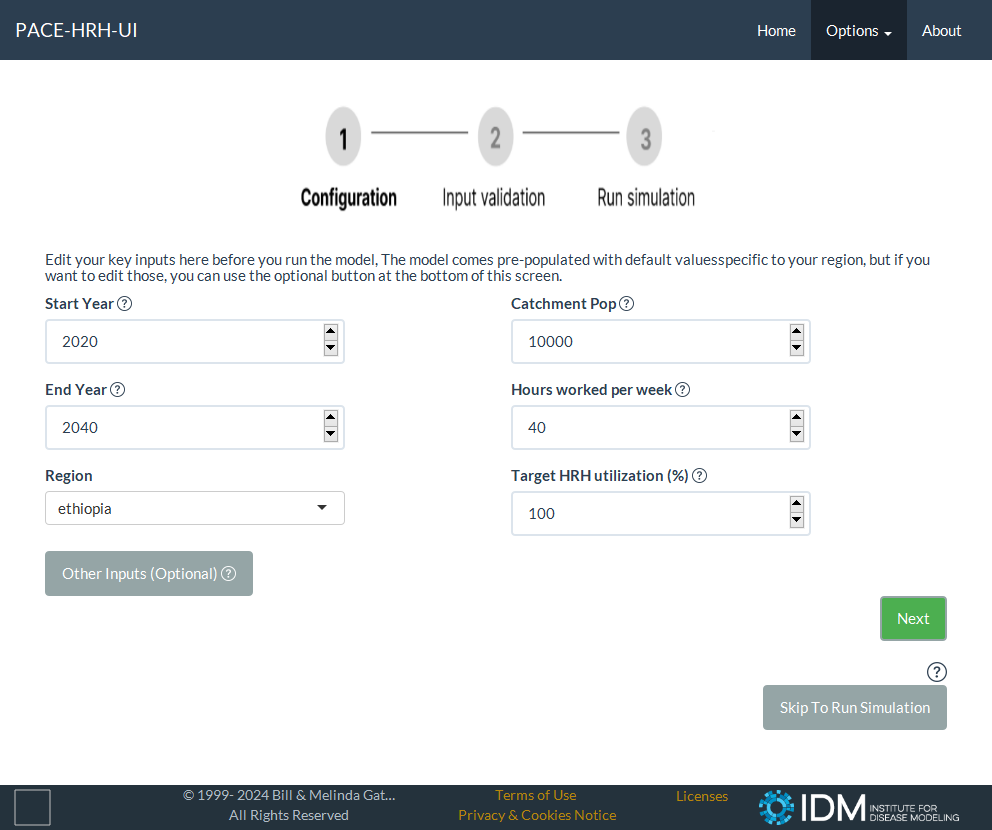 PACE-HRH-UI
Home
Options
About
1
2
3
Configuration
Input validation
Run simulation
Edit your key inputs here before you run the model, The model comes pre-populated with default valuesspecific to your region, but if you
want to edit those, you can use the optional button at the bottom of this screen.
Start Year ?
2020
Catchment Pop ?
10000
End Year ?
2040
Hours worked per week ?
40
Region
ethiopia
Target HRH utilization (%) ?
100
Other Inputs (Optional) ?
Next
?
Skip To Run Simulation
© 1999- 2024 Bill & Melinda Gat...
All Rights Reserved
Terms of Use
Privacy & Cookies Notice
Licenses
IDM
INSTITUTE FOR
DISEASE MODELING